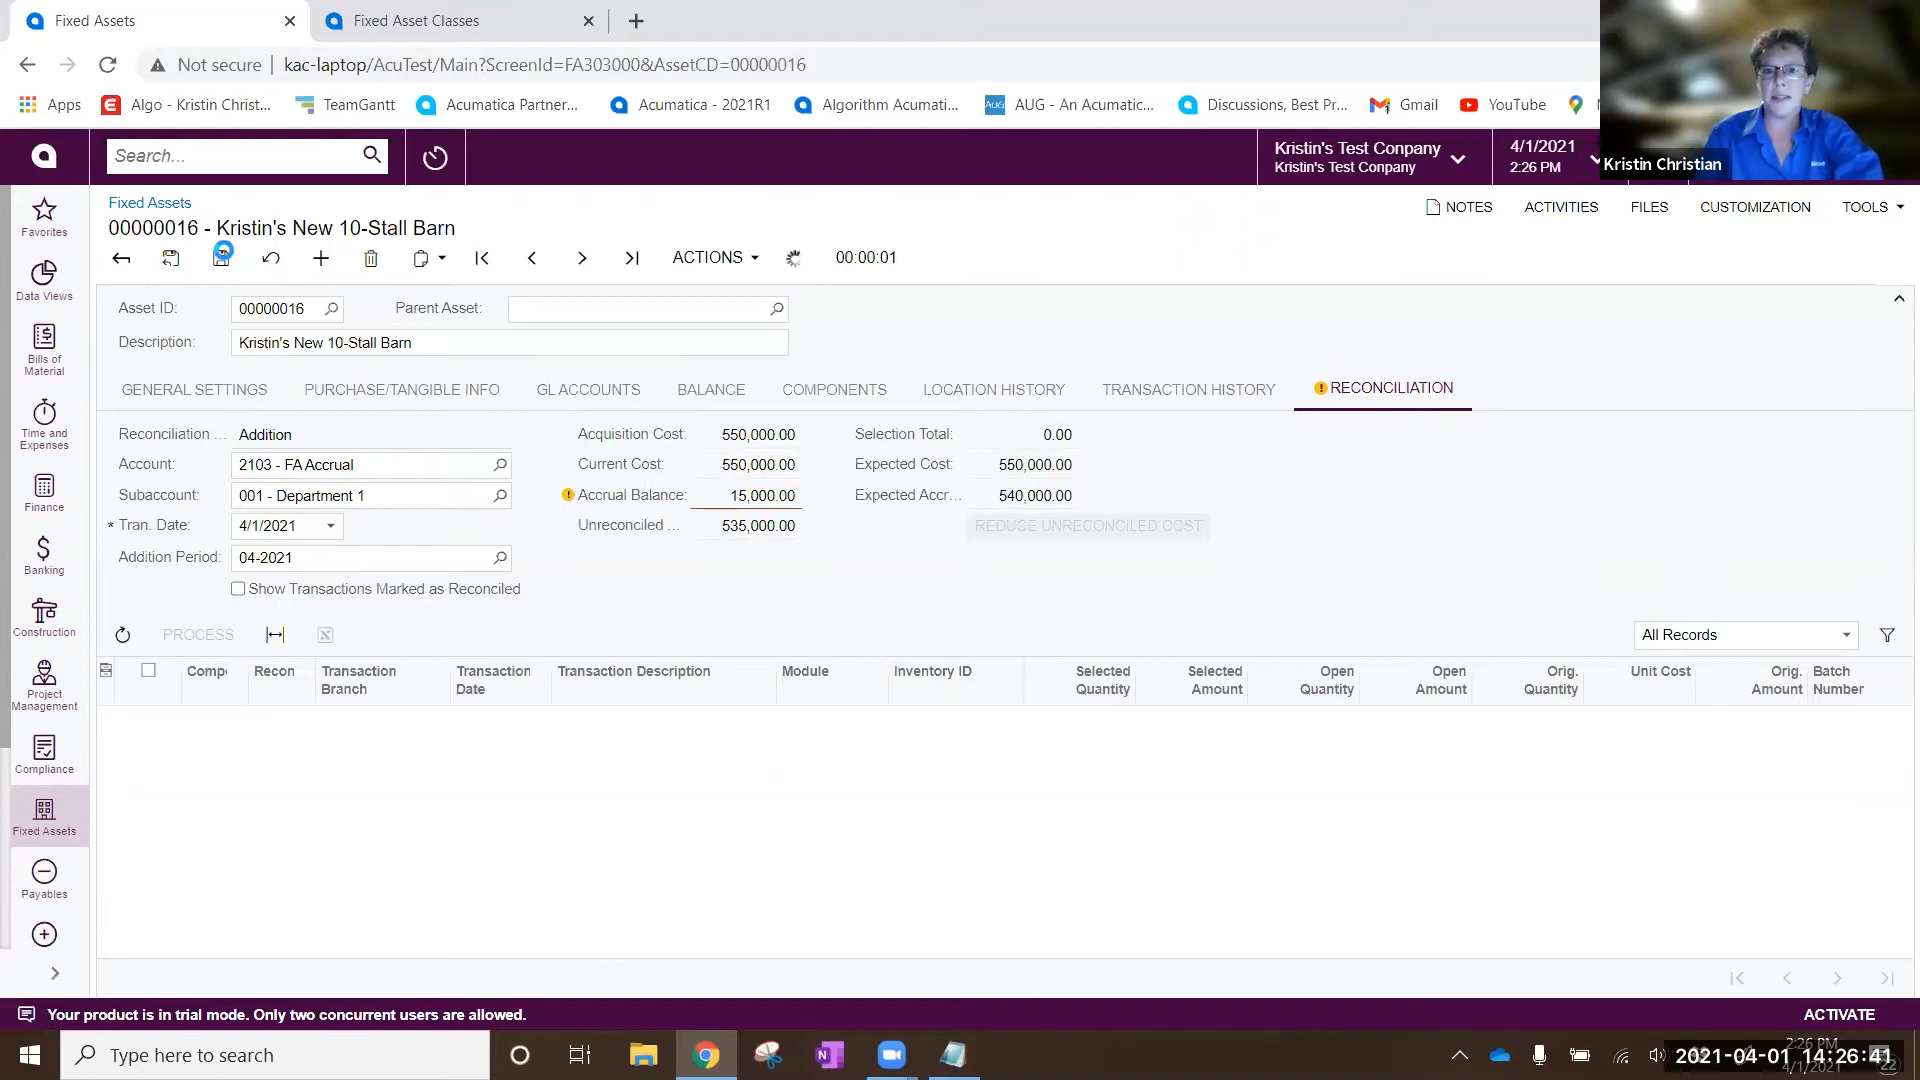 Fixed Assets
Fixed Asset Classes
Not secure
kac-laptop/AcuTest/Main?ScreenId=FA303000&AssetCD=00000016
Apps
Algo - Kristin Christ...
TeamGantt
Acumatica Partner...
Acumatica - 2021R1
Algorithm Acumati...
AUG
AUG - An Acumatic...
Discussions, Best Pr...
Gmail
YouTube
Search...
Kristin's Test Conpany
Kristin's Test Conpany
4/1/2021
2:26 PM
Kristin Christian
Favorites
Data Views
Bills of
Material
Time and
Expenses
Finance
Banking
Construction
Project
Management
Compliance
Fixed Assets
Payables
Fixed Assets
00000016 - Kristin's New 10-Stall Barn
NOTES
ACTIVITIES
FILES
CUSTOMIZATION
TOOLS
ACTIONS
00:00:01
Asset ID:
00000016
Parent Asset:
Description:
Kristin's New 10-Stall Barn
GENERAL SETTINGS
PURCHASE/TANGIBLE INFO
GL ACCOUNTS
BALANCE
COMPONENTS
LOCATION HISTORY
TRANSACTION HISTORY
RECONCILIATION
Reconciliation ...
Addition
Account:
2103 - FA Accrual
Subaccount:
001 - Department 1
* Tran. Date:
4/1/2021
Addition Period:
04-2021
Show Transactions Marked as Reconciled
Acquisition Cost:
550,000.00
Current Cost:
550,000.00
Accrual Balance:
15,000.00
Unreconciled ...
535,000.00
Selection Total:
0.00
Expected Cost:
550,000.00
Expected Accr...
540,000.00
REDUCE UNRECONCILED COST
PROCESS
All Records
Comp
Recon
Transaction
Branch
Transaction
Date
Transaction Description
Module
Inventory ID
Selected
Quantity
Selected
Amount
Open
Quantity
Open
Amount
Orig.
Quantity
Unit Cost
Orig.
Amount
Batch
Number
Your product is in trial mode. Only two concurrent users are allowed.
ACTIVATE
Type here to search
2:26 PM
2021-04-01 14:26:41
4/1/2021
22